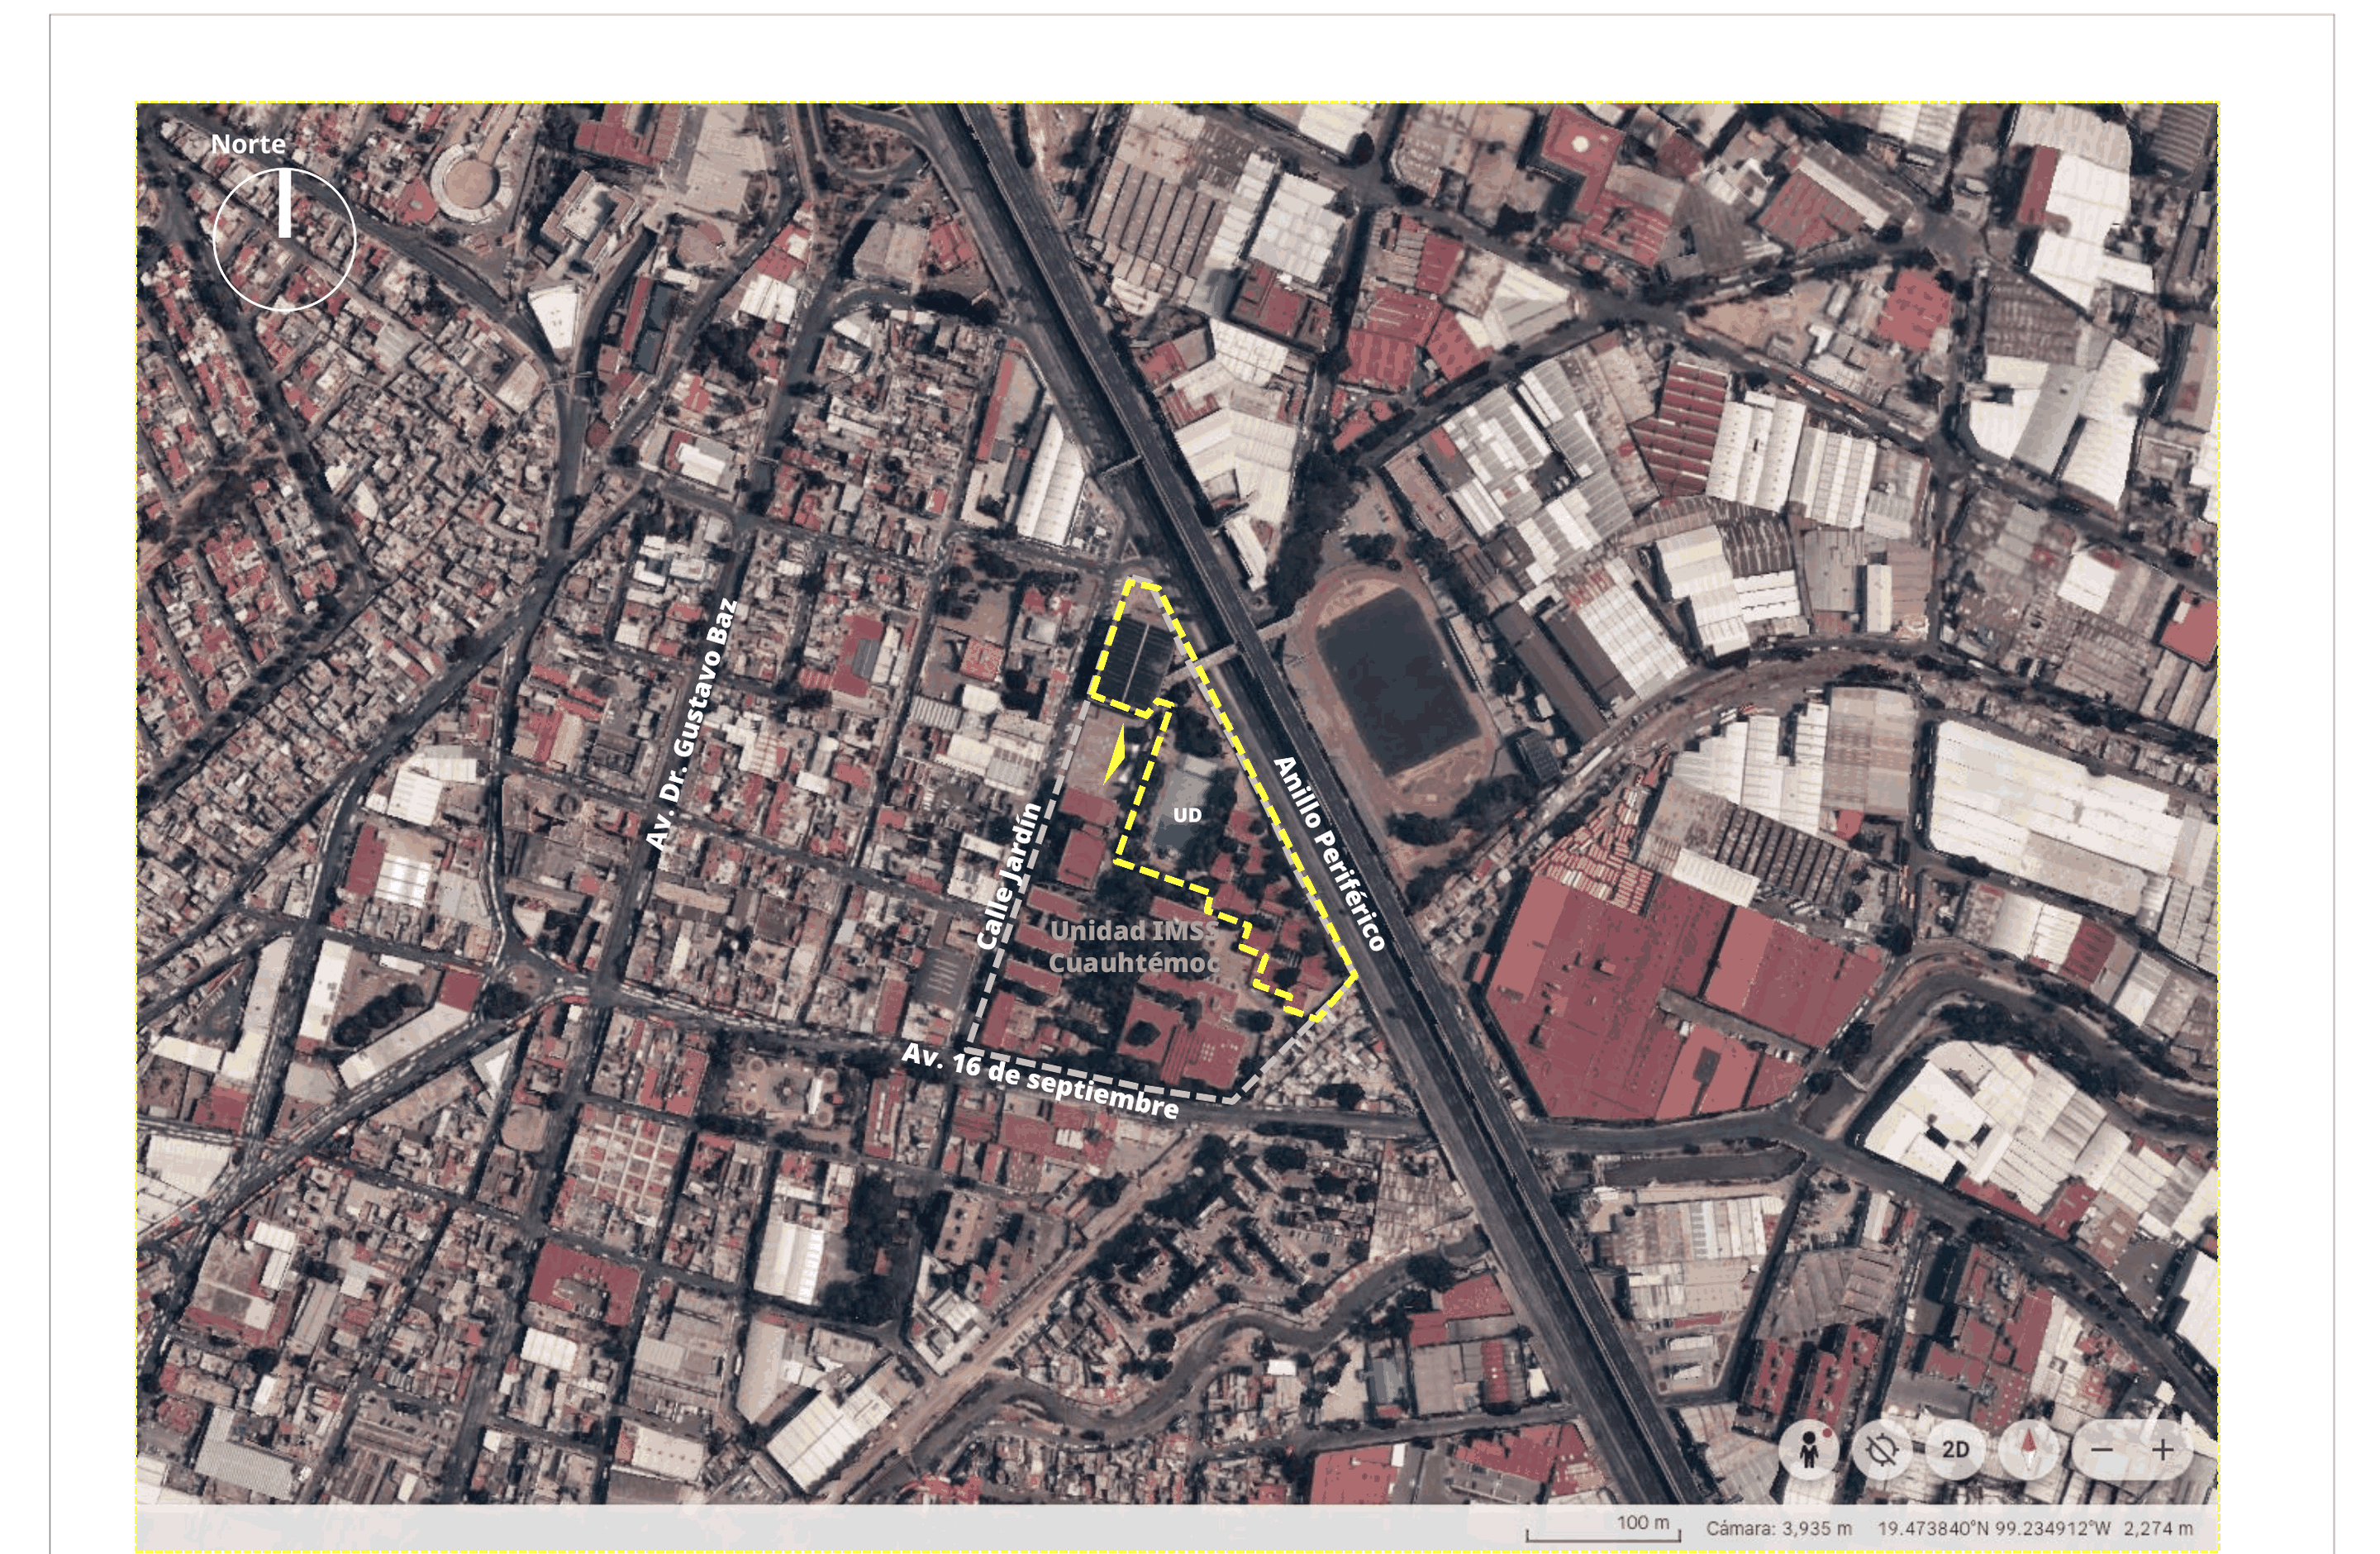 Norte
Av. Dr. Gustavo Baz
Calle Jardín
UD
Anillo Periférico
Unidad IMSS
Cuauhtémoc
Av. 16 de septiembre
2D
100 m
Cámara: 3,935 m 19.473840°N 99.234912°W 2,274 m